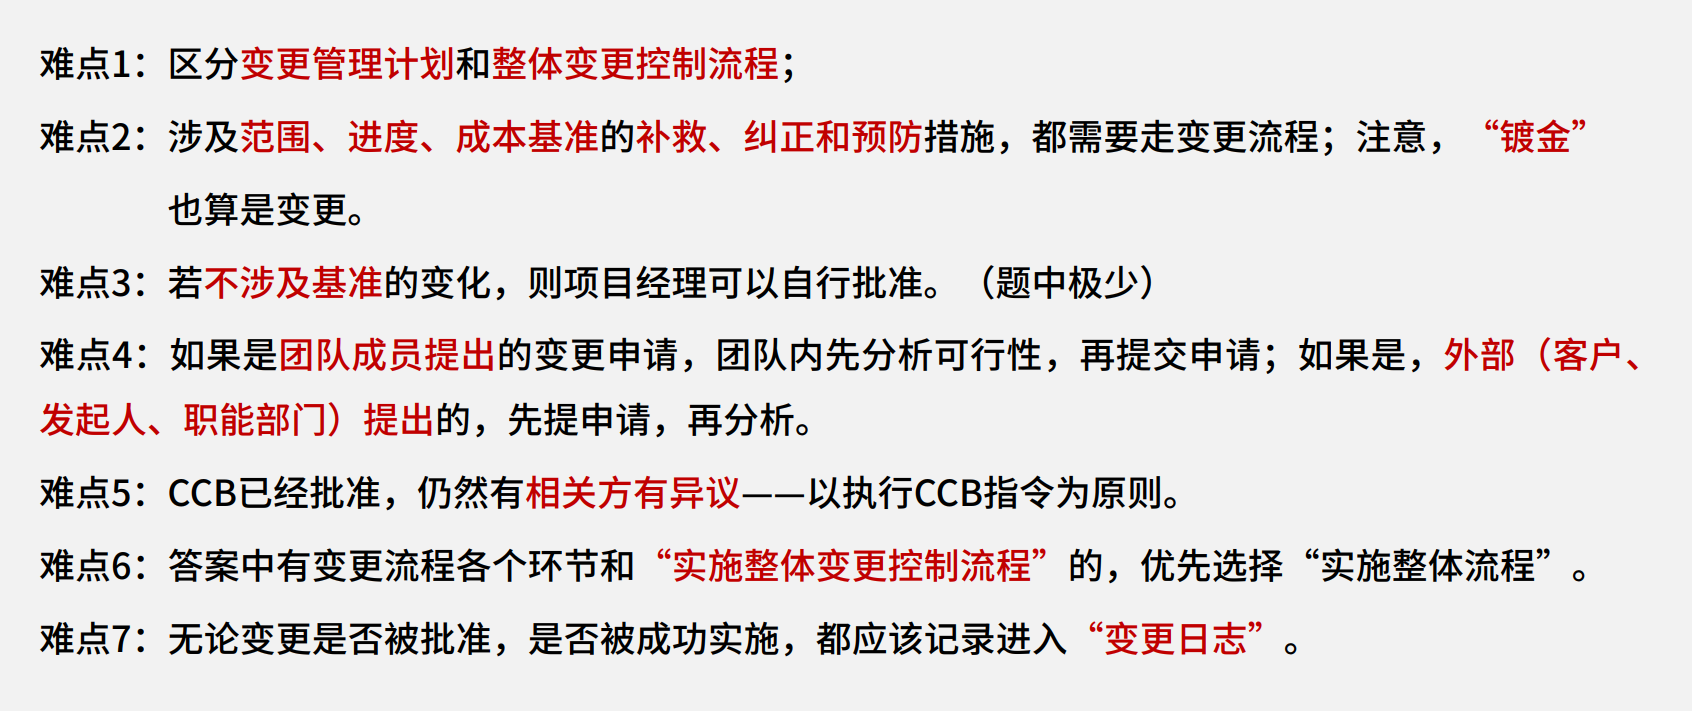 难点1：区分变更管理计划和整体变更控制流程；
难点2：涉及范围、进度、成本基准的补救、纠正和预防措施，都需要走变更流程；注意，“镀金”
也算是变更。
难点3：若不涉及基准的变化，则项目经理可以自行批准。（题中极少）
难点4：如果是团队成员提出的变更申请，团队内先分析可行性，再提交申请；如果是，外部（客户、
发起人、职能部门）提出的，先提申请，再分析。
难点5：CCB已经批准，仍然有相关方有异议——以执行CCB指令为原则。
难点6：答案中有变更流程各个环节和“实施整体变更控制流程”的，优先选择“实施整体流程”。
难点7：无论变更是否被批准，是否被成功实施，都应该记录进入“变更日志”。